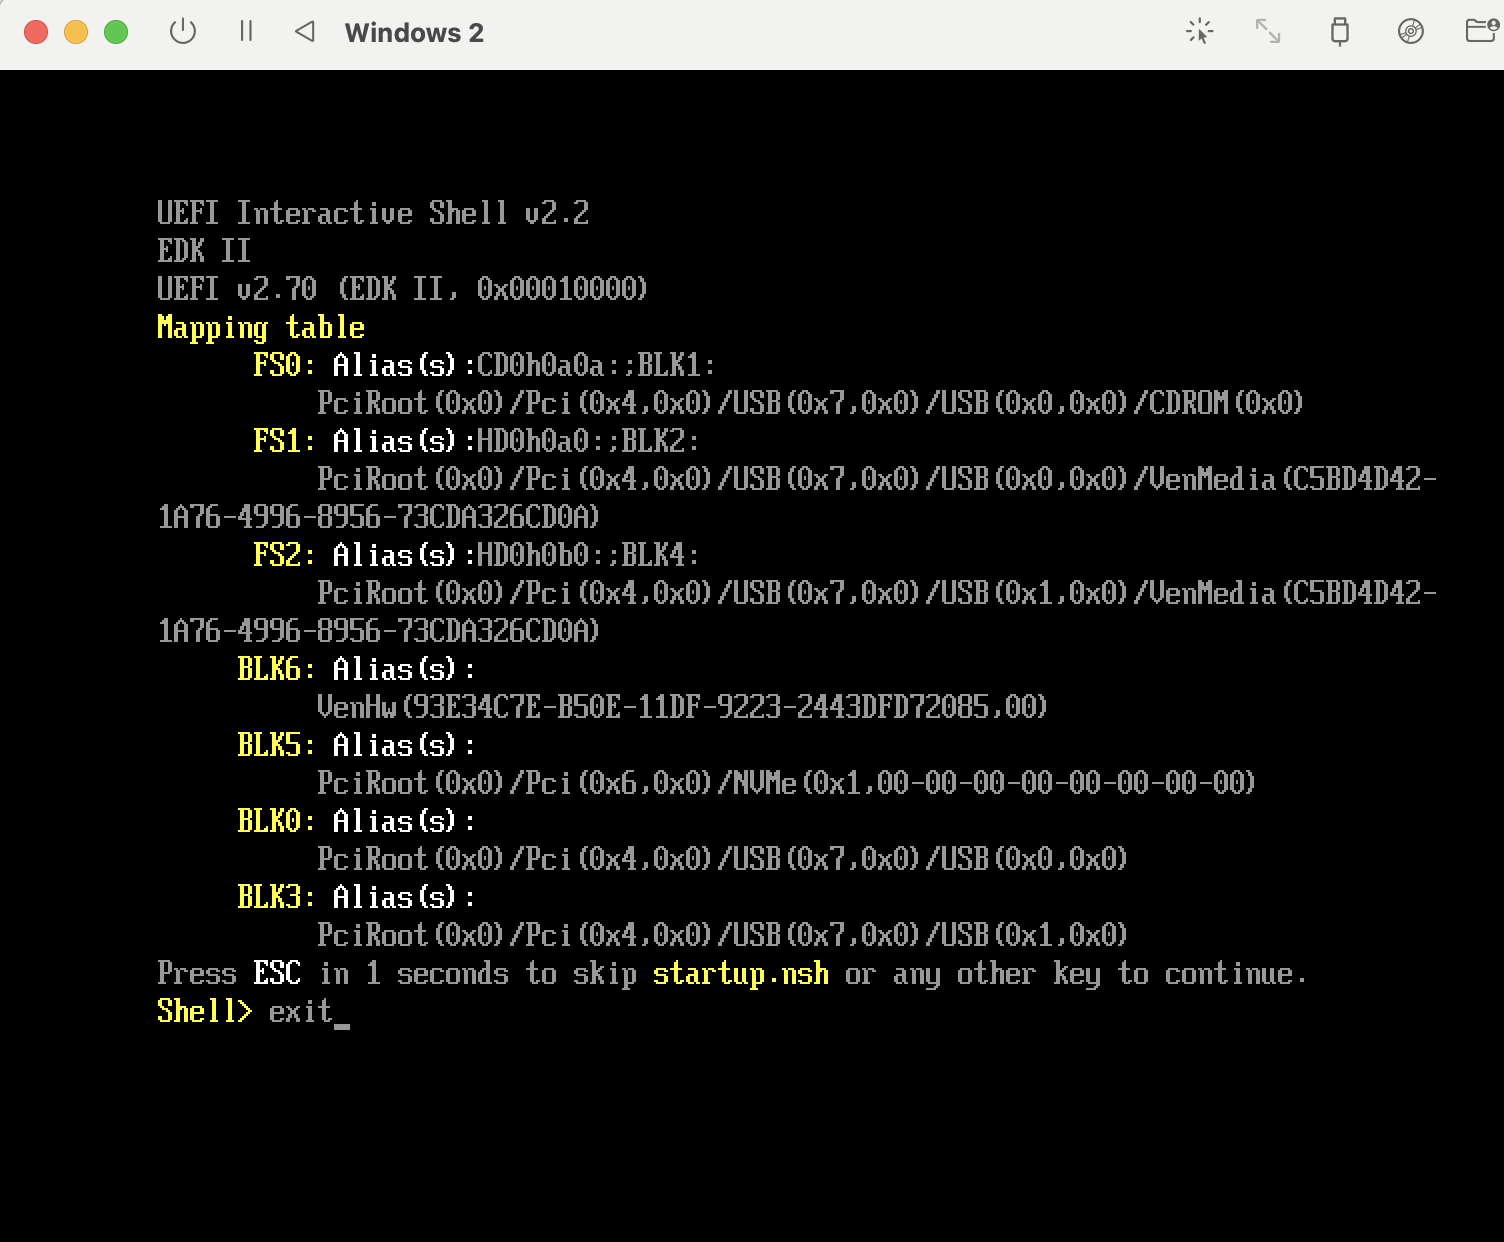 Windows 2
UEFI Interactive Shell v2.2
EDK II
UEFI v2.70 (EDK II, 0x00010000)
Mapping table
FS0: Alias(s):CD0h0a0a:;BLK1:
PciRoot(0x0)/Pci(0x4,0x0)/USB(0x7,0x0)/USB(0x0,0x0)/CDROM(0x0)
FS1: Alias(s):HD0h0a0:;BLK2:
PciRoot(0x0)/Pci(0x4,0x0)/USB(0x7,0x0)/USB(0x0,0x0)/VenMedia(C5BD4D42-
1A76-4996-8956-73CDA326CD0A)
FS2: Alias(s):HD0h0b0:;BLK4:
PciRoot(0x0)/Pci(0x4,0x0)/USB(0x7,0x0)/USB(0x1,0x0)/VenMedia(C5BD4D42-
1A76-4996-8956-73CDA326CD0A)
BLK6: Alias(s):
VenHw(93E34C7E-B50E-11DF-9223-2443DFD72085,00)
BLK5: Alias(s):
PciRoot(0x0)/Pci(0x6,0x0)/NVMe(0x1,00-00-00-00-00-00-00-00)
BLK0: Alias(s):
PciRoot(0x0)/Pci(0x4,0x0)/USB(0x7,0x0)/USB(0x0,0x0)
BLK3: Alias(s):
PciRoot(0x0)/Pci(0x4,0x0)/USB(0x7,0x0)/USB(0x1,0x0)
Press ESC in 1 seconds to skip startup.nsh or any other key to continue.
Shell> exit_